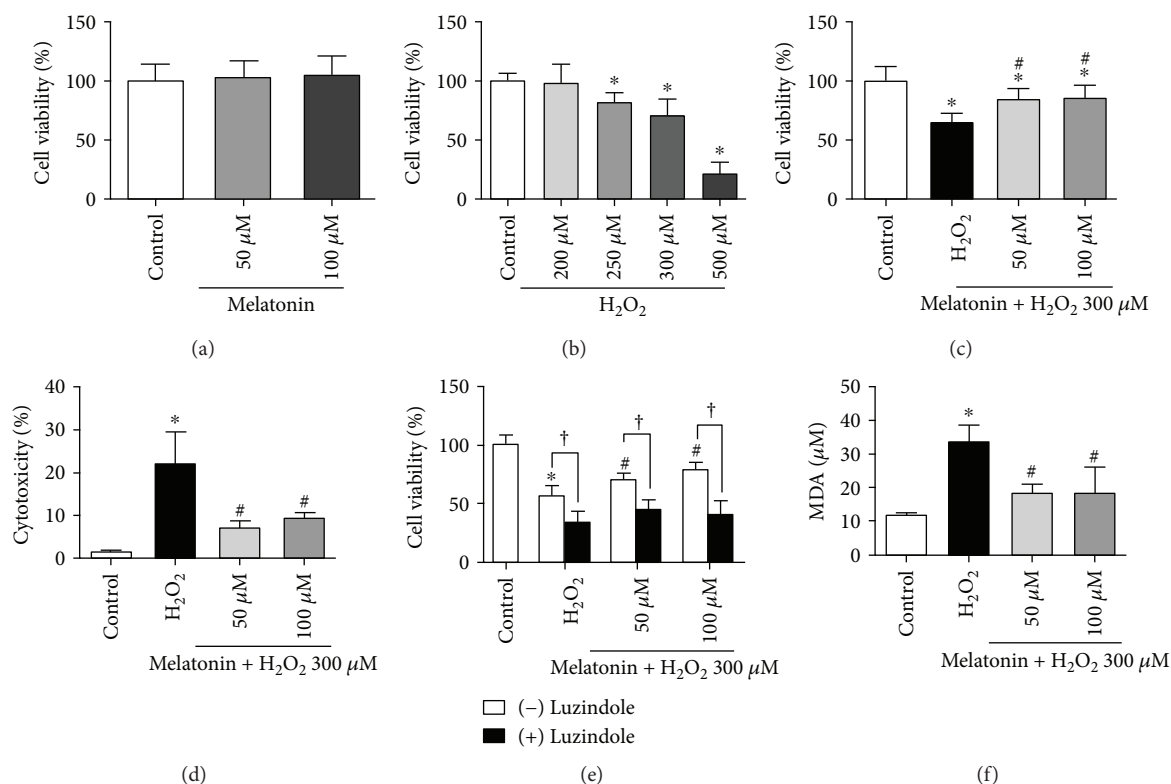 150
100
50
0
Cell viability (%)
Control
50 μM
100 μM
Melatonin
(a)
150
100
50
0
Cell viability (%)
* * *
Control
200 μM
250 μM
300 μM
500 μM
H₂O₂
(b)
150
100
50
0
Cell viability (%)
# #
* * *
Control
H₂O₂
50 μM
100 μM
Melatonin + H₂O₂ 300 μM
(c)
40
30
20
10
0
Cytotoxicity (%)
*
# #
Control
H₂O₂
50 μM
100 μM
Melatonin + H₂O₂ 300 μM
(d)
150
100
50
0
Cell viability (%)
† † †
* # #
Control
H₂O₂
50 μM
100 μM
Melatonin + H₂O₂ 300 μM
(−) Luzindole
(+) Luzindole
(e)
50
40
30
20
10
0
MDA (μM)
*
# #
Control
H₂O₂
50 μM
100 μM
Melatonin + H₂O₂ 300 μM
(f)